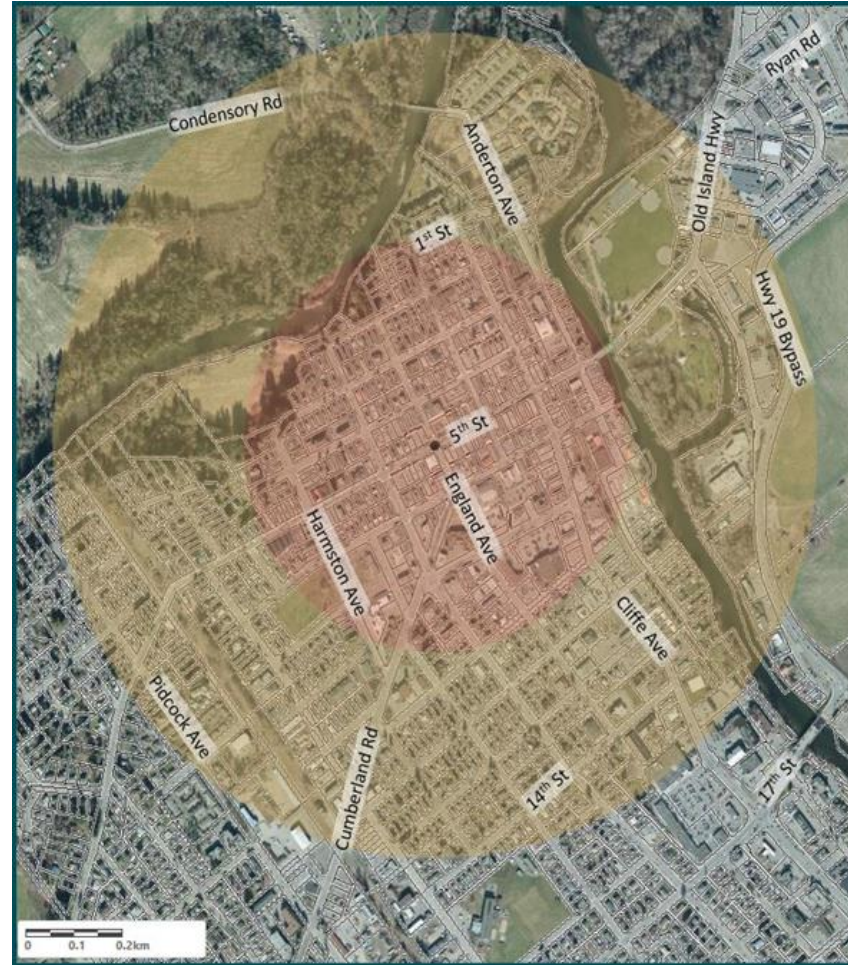 Ryan Rd
Condensory Rd
Anderton Ave
Old Island Hwy
1st St
Hwy 19 Bypass
5th St
England Ave
Harmston Ave
Cliffe Ave
Pidcock Ave
Cumberland Rd
14th St
17th St
0 0.1 0.2km